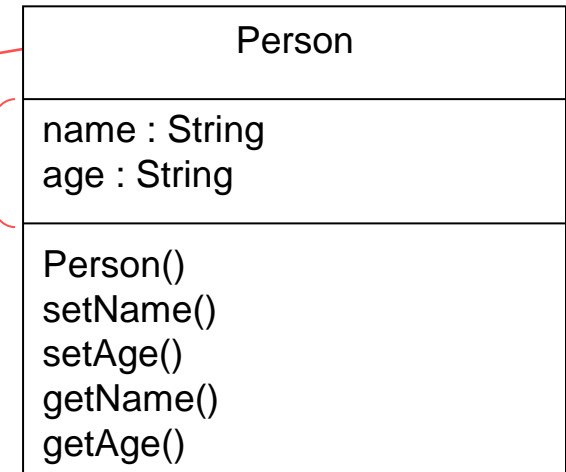 Person
name : String
age : String
Person()
setName()
setAge()
getName()
getAge()